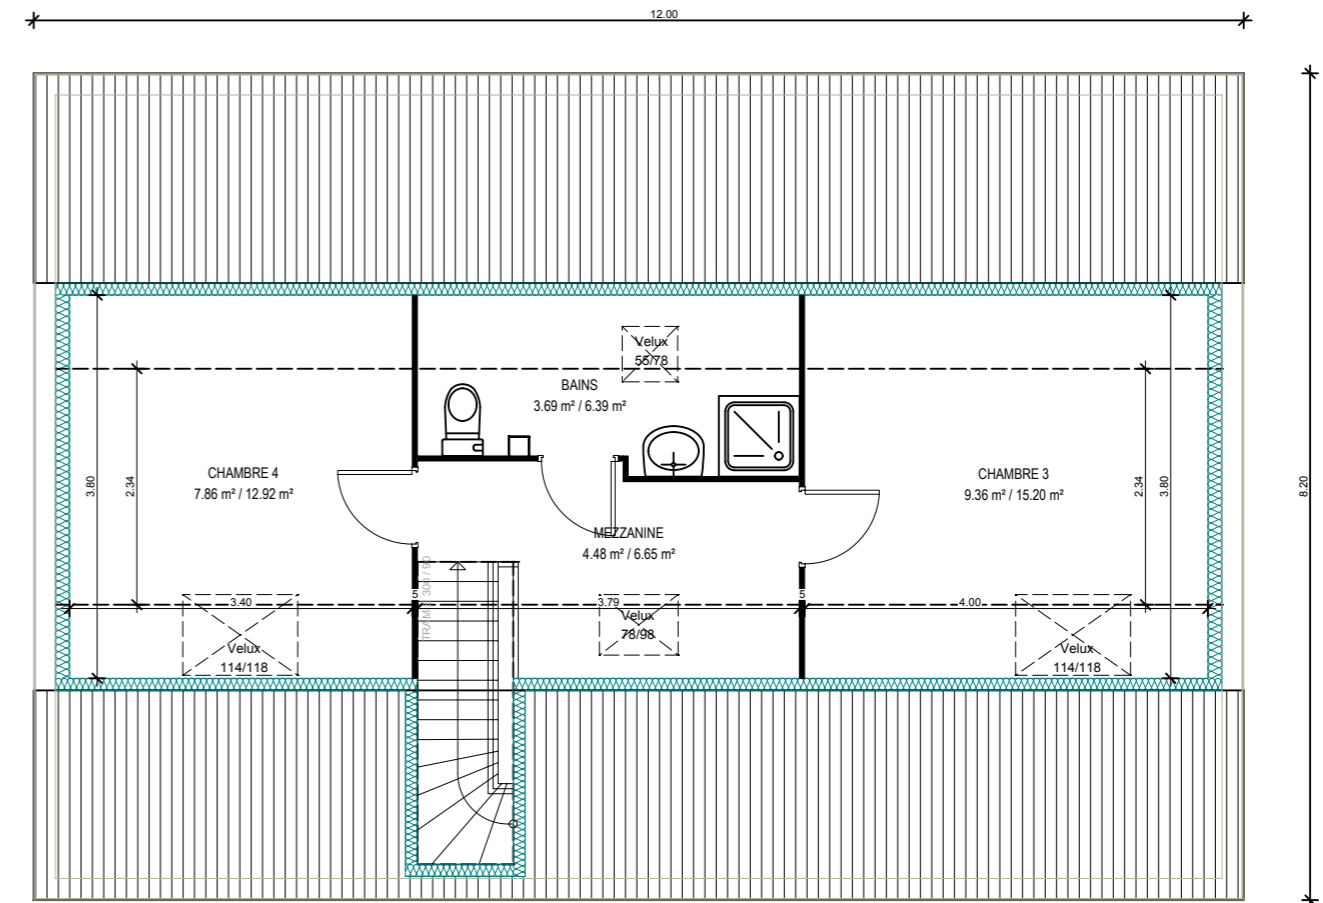 12.00
8.20
Velux
55/78
BAINS
3.69 m² / 6.39 m²
CHAMBRE 4
7.86 m² / 12.92 m²
CHAMBRE 3
9.36 m² / 15.20 m²
3.80
2.34
2.34
3.80
MEZZANINE
4.48 m² / 6.65 m²
3.40
5
3.79
5
4.00
Velux
114/118
Velux
78/98
Velux
114/118